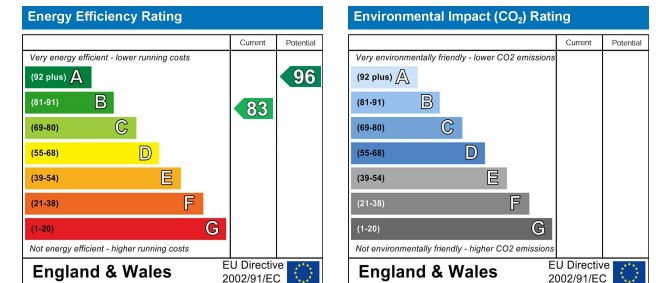 Energy Efficiency Rating
Current Potential
Very energy efficient - lower running costs
(92 plus) A
96
(81-91) B
83
(69-80) C
(55-68) D
(39-54) E
(21-38) F
(1-20) G
Not energy efficient - higher running costs
England & Wales
EU Directive
2002/91/EC
Environmental Impact (CO₂) Rating
Current Potential
Very environmentally friendly - lower CO2 emissions
(92 plus) A
(81-91) B
(69-80) C
(55-68) D
(39-54) E
(21-38) F
(1-20) G
Not environmentally friendly - higher CO2 emissions
England & Wales
EU Directive
2002/91/EC